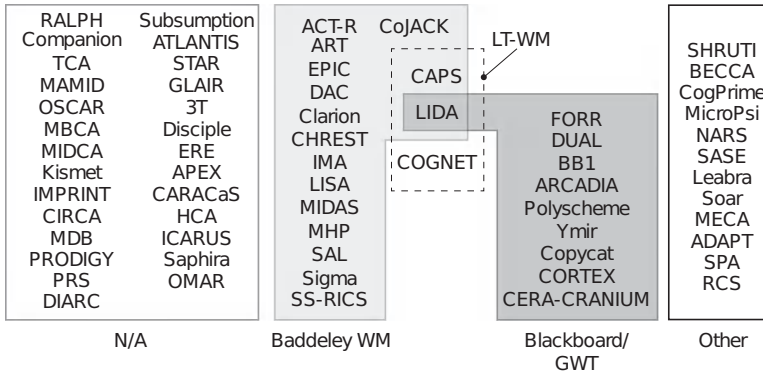 RALPH
Companion
TCA
MAMID
OSCAR
MBCA
MIDCA
Kismet
IMPRINT
CIRCA
MDB
PRODIGY
PRS
DIARC
Subsumption
ATLANTIS
STAR
GLAIR
3T
Disciple
ERE
APEX
CARACaS
HCA
ICARUS
Saphira
OMAR
N/A
ACT-R
ART
EPIC
DAC
Clarion
CHREST
IMA
LISA
MIDAS
MHP
SAL
Sigma
SS-RICS
CoJACK
CAPS
LIDA
COGNET
LT-WM
Baddeley WM
FORR
DUAL
BB1
ARCADIA
Polyscheme
Ymir
Copycat
CORTEX
CERA-CRANIUM
Blackboard/
GWT
SHRUTI
BECCA
CogPrime
MicroPsi
NARS
SASE
Leabra
Soar
MECA
ADAPT
SPA
RCS
Other